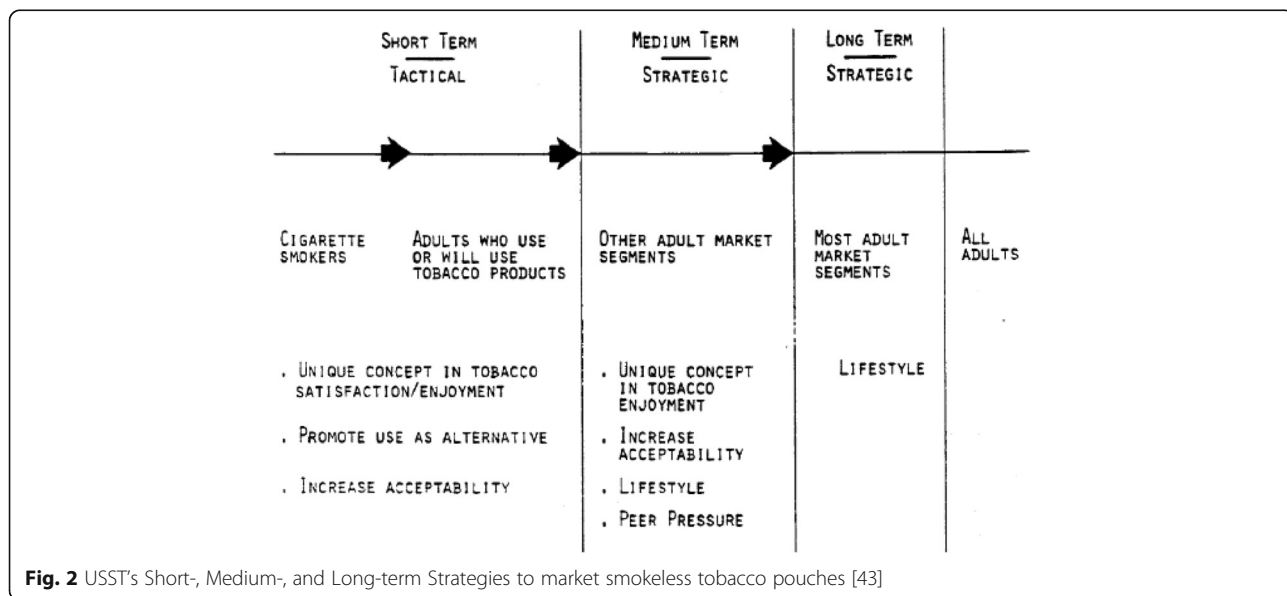 SHORT TERM
TACTICAL
MEDIUM TERM
STRATEGIC
LONG TERM
STRATEGIC
CIGARETTE
SMOKERS
ADULTS WHO USE
OR WILL USE
TOBACCO PRODUCTS
OTHER ADULT MARKET
SEGMENTS
MOST ADULT
MARKET
SEGMENTS
ALL
ADULTS
. UNIQUE CONCEPT IN TOBACCO
SATISFACTION/ENJOYMENT
. PROMOTE USE AS ALTERNATIVE
. INCREASE ACCEPTABILITY
. UNIQUE CONCEPT
IN TOBACCO
ENJOYMENT
. INCREASE
ACCEPTABILITY
. LIFESTYLE
. PEER PRESSURE
LIFESTYLE
Fig. 2 USST's Short-, Medium-, and Long-term Strategies to market smokeless tobacco pouches [43]